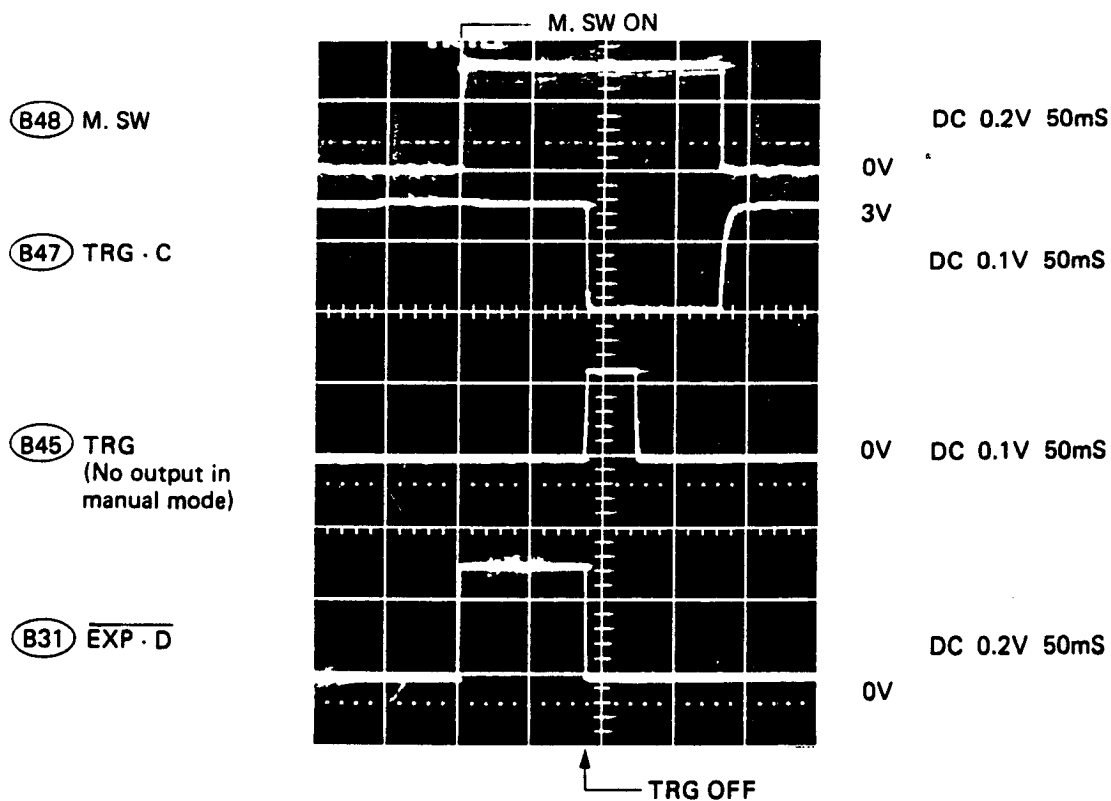 M. SW ON
B48 M. SW
DC 0.2V 50mS
0V
3V
B47 TRG · C
DC 0.1V 50mS
B45 TRG
(No output in
manual mode)
0V DC 0.1V 50mS
B31 EXP · D
DC 0.2V 50mS
0V
TRG OFF